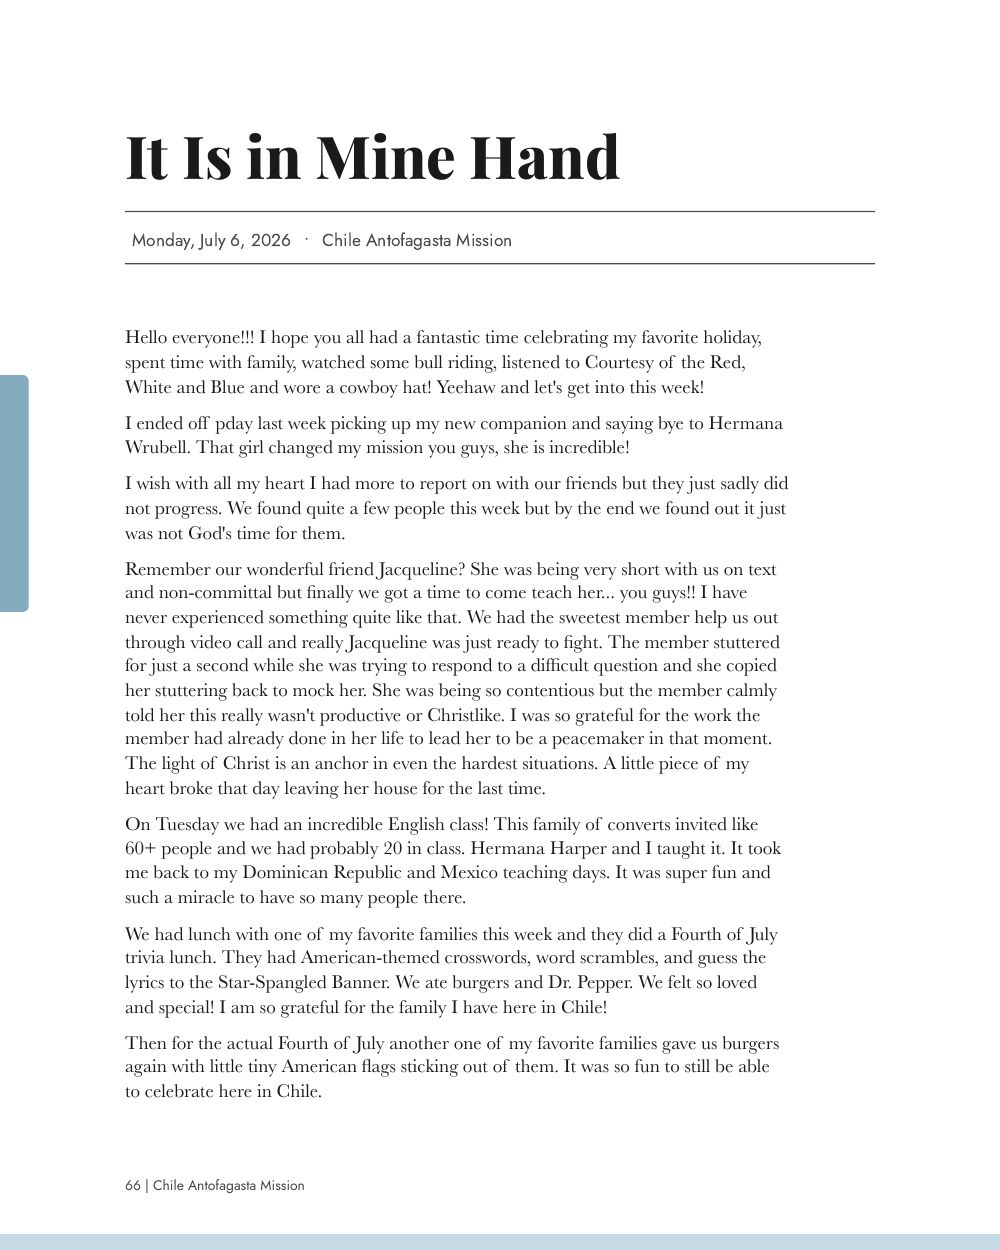 It Is in Mine Hand
Monday, July 6, 2026 · Chile Antofagasta Mission
Hello everyone!!! I hope you all had a fantastic time celebrating my favorite holiday,
spent time with family, watched some bull riding, listened to Courtesy of the Red,
White and Blue and wore a cowboy hat! Yeehaw and let's get into this week!
I ended off pday last week picking up my new companion and saying bye to Hermana
Wrubell. That girl changed my mission you guys, she is incredible!
I wish with all my heart I had more to report on with our friends but they just sadly did
not progress. We found quite a few people this week but by the end we found out it just
was not God's time for them.
Remember our wonderful friend Jacqueline? She was being very short with us on text
and non-committal but finally we got a time to come teach her... you guys!! I have
never experienced something quite like that. We had the sweetest member help us out
through video call and really Jacqueline was just ready to fight. The member stuttered
for just a second while she was trying to respond to a difficult question and she copied
her stuttering back to mock her. She was being so contentious but the member calmly
told her this really wasn't productive or Christlike. I was so grateful for the work the
member had already done in her life to lead her to be a peacemaker in that moment.
The light of Christ is an anchor in even the hardest situations. A little piece of my
heart broke that day leaving her house for the last time.
On Tuesday we had an incredible English class! This family of converts invited like
60+ people and we had probably 20 in class. Hermana Harper and I taught it. It took
me back to my Dominican Republic and Mexico teaching days. It was super fun and
such a miracle to have so many people there.
We had lunch with one of my favorite families this week and they did a Fourth of July
trivia lunch. They had American-themed crosswords, word scrambles, and guess the
lyrics to the Star-Spangled Banner. We ate burgers and Dr. Pepper. We felt so loved
and special! I am so grateful for the family I have here in Chile!
Then for the actual Fourth of July another one of my favorite families gave us burgers
again with little tiny American flags sticking out of them. It was so fun to still be able
to celebrate here in Chile.
66 | Chile Antofagasta Mission